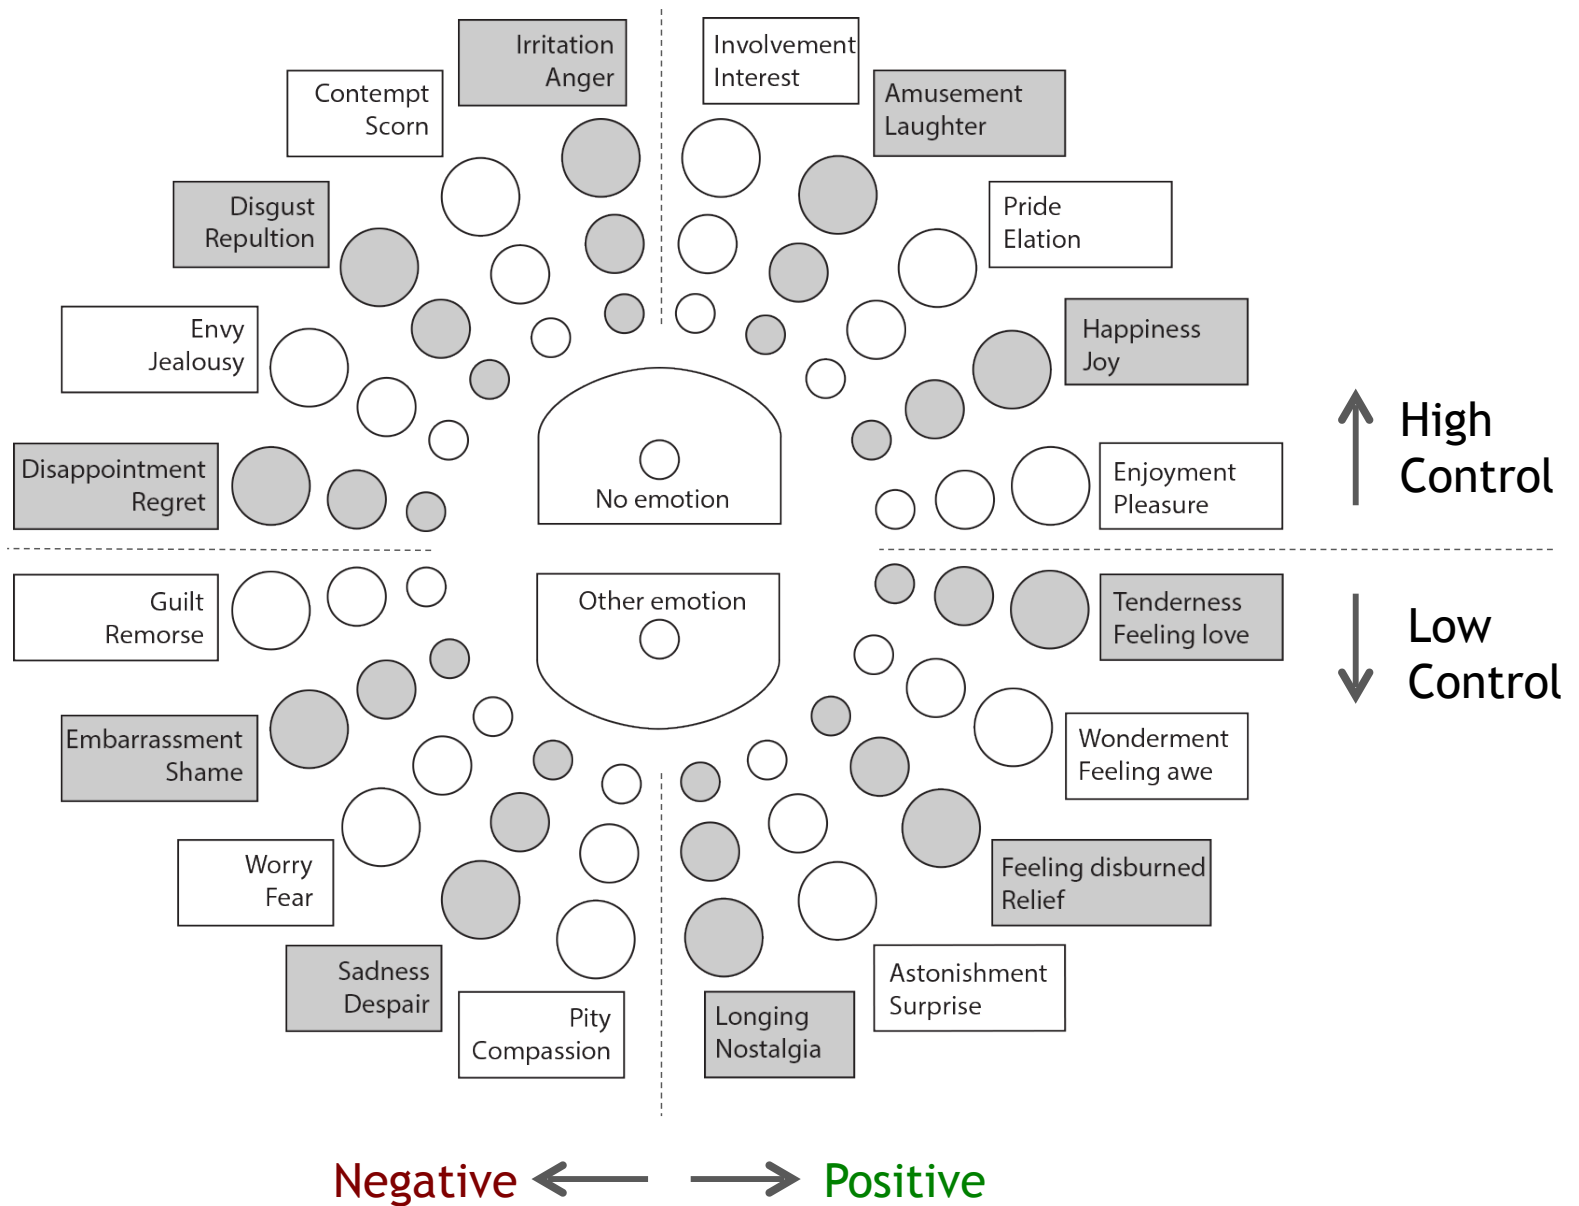 Irritation
Anger
Involvement
Interest
Contempt
Scorn
Amusement
Laughter
Disgust
Repultion
Pride
Elation
Envy
Jealousy
Happiness
Joy
Disappointment
Regret
No emotion
Enjoyment
Pleasure
High
Control
Guilt
Remorse
Other emotion
Tenderness
Feeling love
Low
Control
Embarrassment
Shame
Wonderment
Feeling awe
Worry
Fear
Feeling disburned
Relief
Sadness
Despair
Astonishment
Surprise
Pity
Compassion
Longing
Nostalgia
Negative
Positive